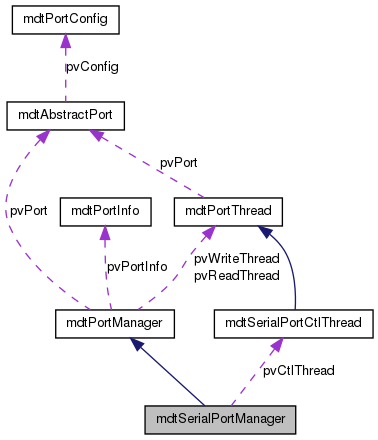 mdtPortConfig
pvConfig
mdtAbstractPort
pvPort
pvPort
mdtPortInfo
mdtPortThread
pvWriteThread
pvReadThread
pvPortInfo
mdtPortManager
mdtSerialPortCtlThread
pvCtlThread
mdtSerialPortManager